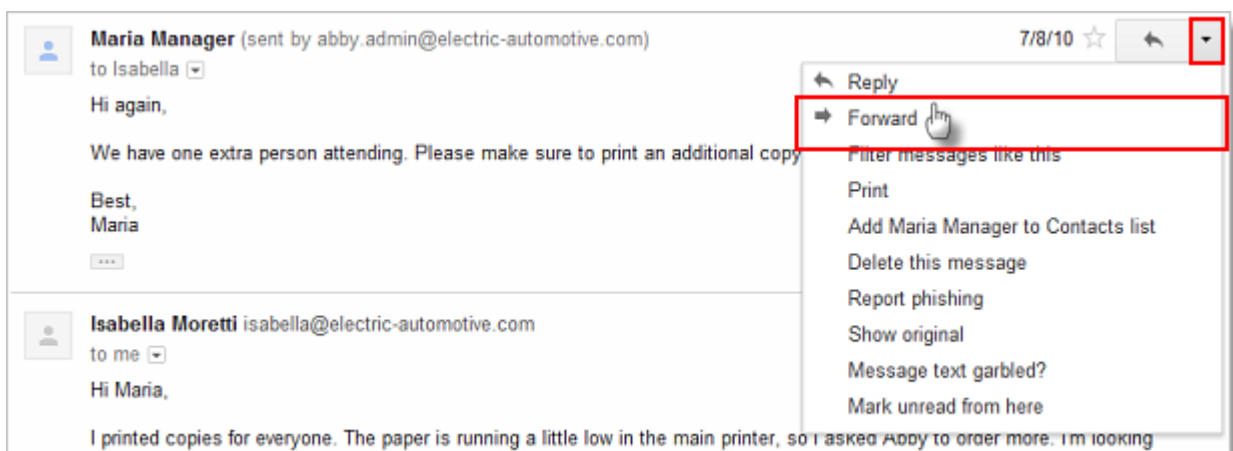 Maria Manager (sent by abby.admin@electric-automotive.com) 7/8/10
to Isabella
Hi again,
We have one extra person attending. Please make sure to print an additional copy
Best,
Maria
Reply
Forward
Filter messages like this
Print
Add Maria Manager to Contacts list
Delete this message
Report phishing
Show original
Message text garbled?
Mark unread from here
Isabella Moretti isabella@electric-automotive.com
to me
Hi Maria,
I printed copies for everyone. The paper is running a little low in the main printer, so I asked Abby to order more. I'm looking